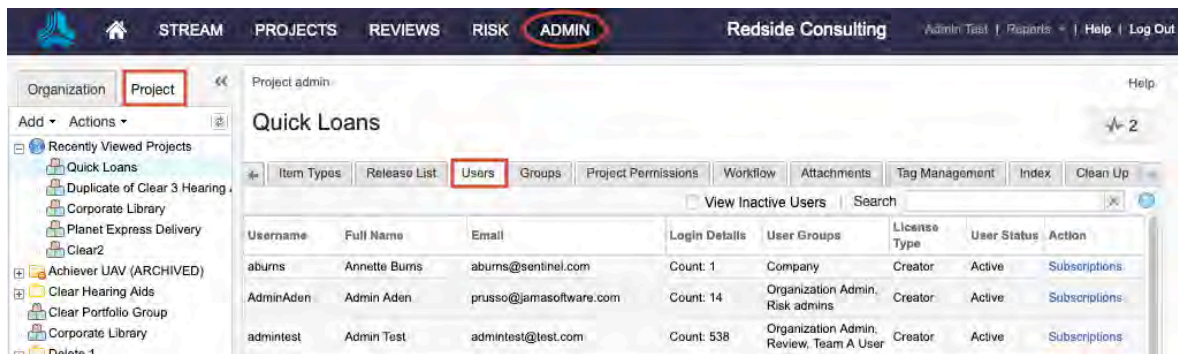 STREAM PROJECTS REVIEWS RISK ADMIN Redside Consulting Admin Test | Reports | Help | Log Out
Organization Project << Project admin Help
Add Actions Quick Loans 2
Recently Viewed Projects
Quick Loans
Item Types Release List Users Groups Project Permissions Workflow Attachments Tag Management Index Clean Up
Duplicate of Clear 3 Hearing
View Inactive Users Search
Corporate Library
Planet Express Delivery
Username Full Name Email Login Details User Groups License Type User Status Action
Clear2
Achiever UAV (ARCHIVED)
aburns Annette Burns aburns@sentinel.com Count: 1 Company Creator Active Subscriptions
Clear Hearing Aids
AdminAden Admin Aden prusso@jamasoftware.com Count: 14 Organization Admin, Risk admins Creator Active Subscriptions
Clear Portfolio Group
Corporate Library
admintest Admin Test admintest@test.com Count: 538 Organization Admin, Review, Team A User Creator Active Subscriptions
Delete 1